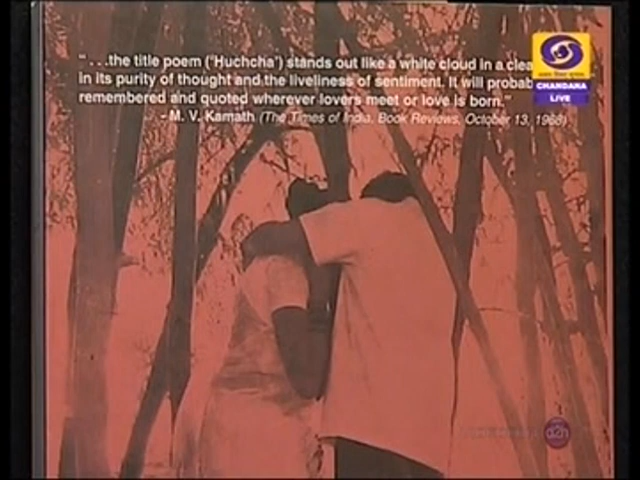 " . . .the title poem ('Huchcha') stands out like a white cloud in a clea
in its purity of thought and the liveliness of sentiment. It will probab
remembered and quoted wherever lovers meet or love is born."
- M. V. Kamath (The Times of India, Book Reviews, October 13, 1968)
CHANDANA
LIVE
d2h